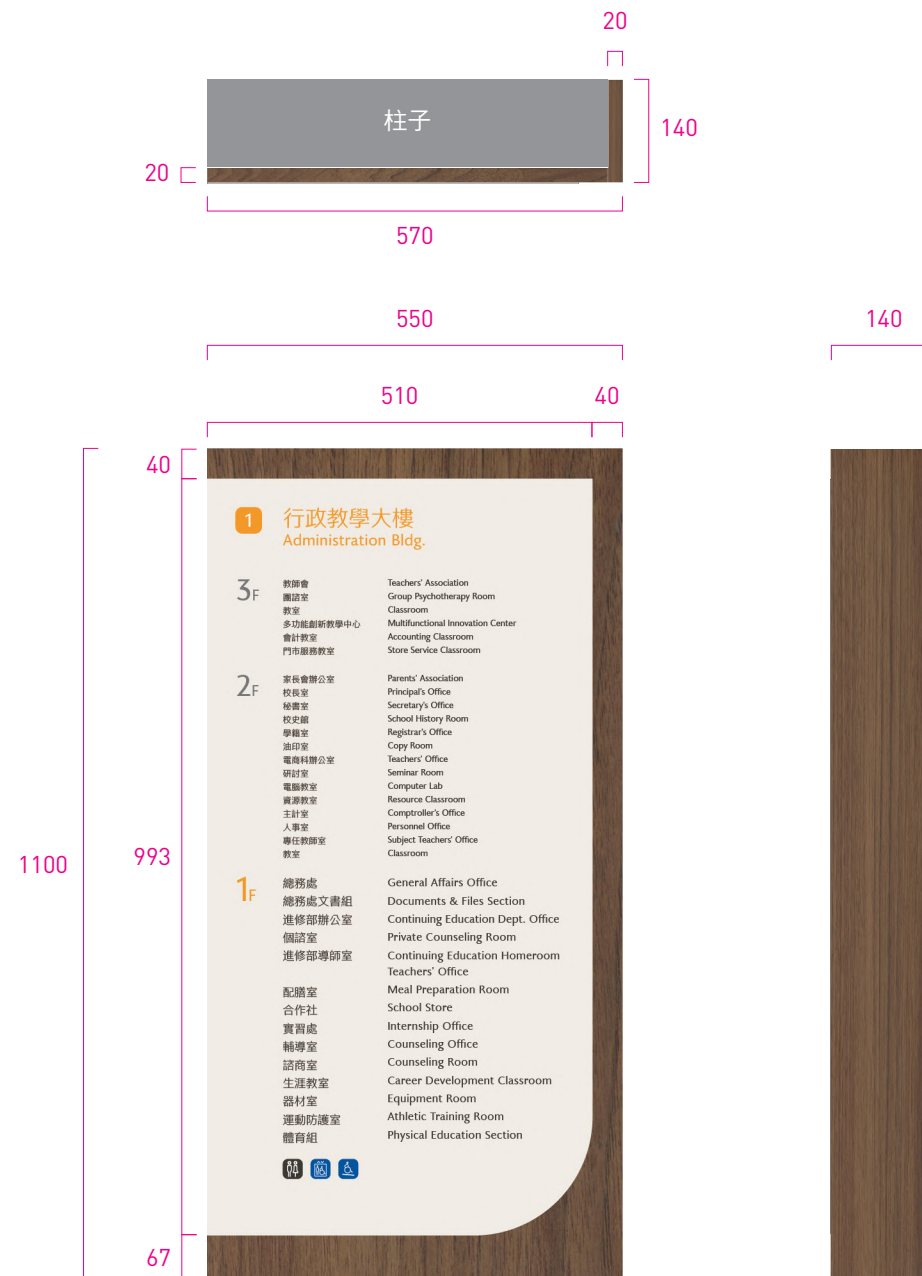 20
柱子
140
20
570
550
140
510
40
40
1 行政教學大樓
Administration Bldg.
3F 教師會 Teachers' Association
團諮室 Group Psychotherapy Room
教室 Classroom
多功能創新教學中心 Multifunctional Innovation Center
會計教室 Accounting Classroom
門市服務教室 Store Service Classroom
2F 家長會辦公室 Parents' Association
校長室 Principal's Office
秘書室 Secretary's Office
校史館 School History Room
學籍室 Registrar's Office
油印室 Copy Room
電商科辦公室 Teachers' Office
研討室 Seminar Room
電腦教室 Computer Lab
資源教室 Resource Classroom
主計室 Comptroller's Office
人事室 Personnel Office
專任教師室 Subject Teachers' Office
教室 Classroom
1100
993
1F 總務處 General Affairs Office
總務處文書組 Documents & Files Section
進修部辦公室 Continuing Education Dept. Office
個諮室 Private Counseling Room
進修部導師室 Continuing Education Homeroom
Teachers' Office
配膳室 Meal Preparation Room
合作社 School Store
實習處 Internship Office
輔導室 Counseling Office
諮商室 Counseling Room
生涯教室 Career Development Classroom
器材室 Equipment Room
運動防護室 Athletic Training Room
體育組 Physical Education Section
67